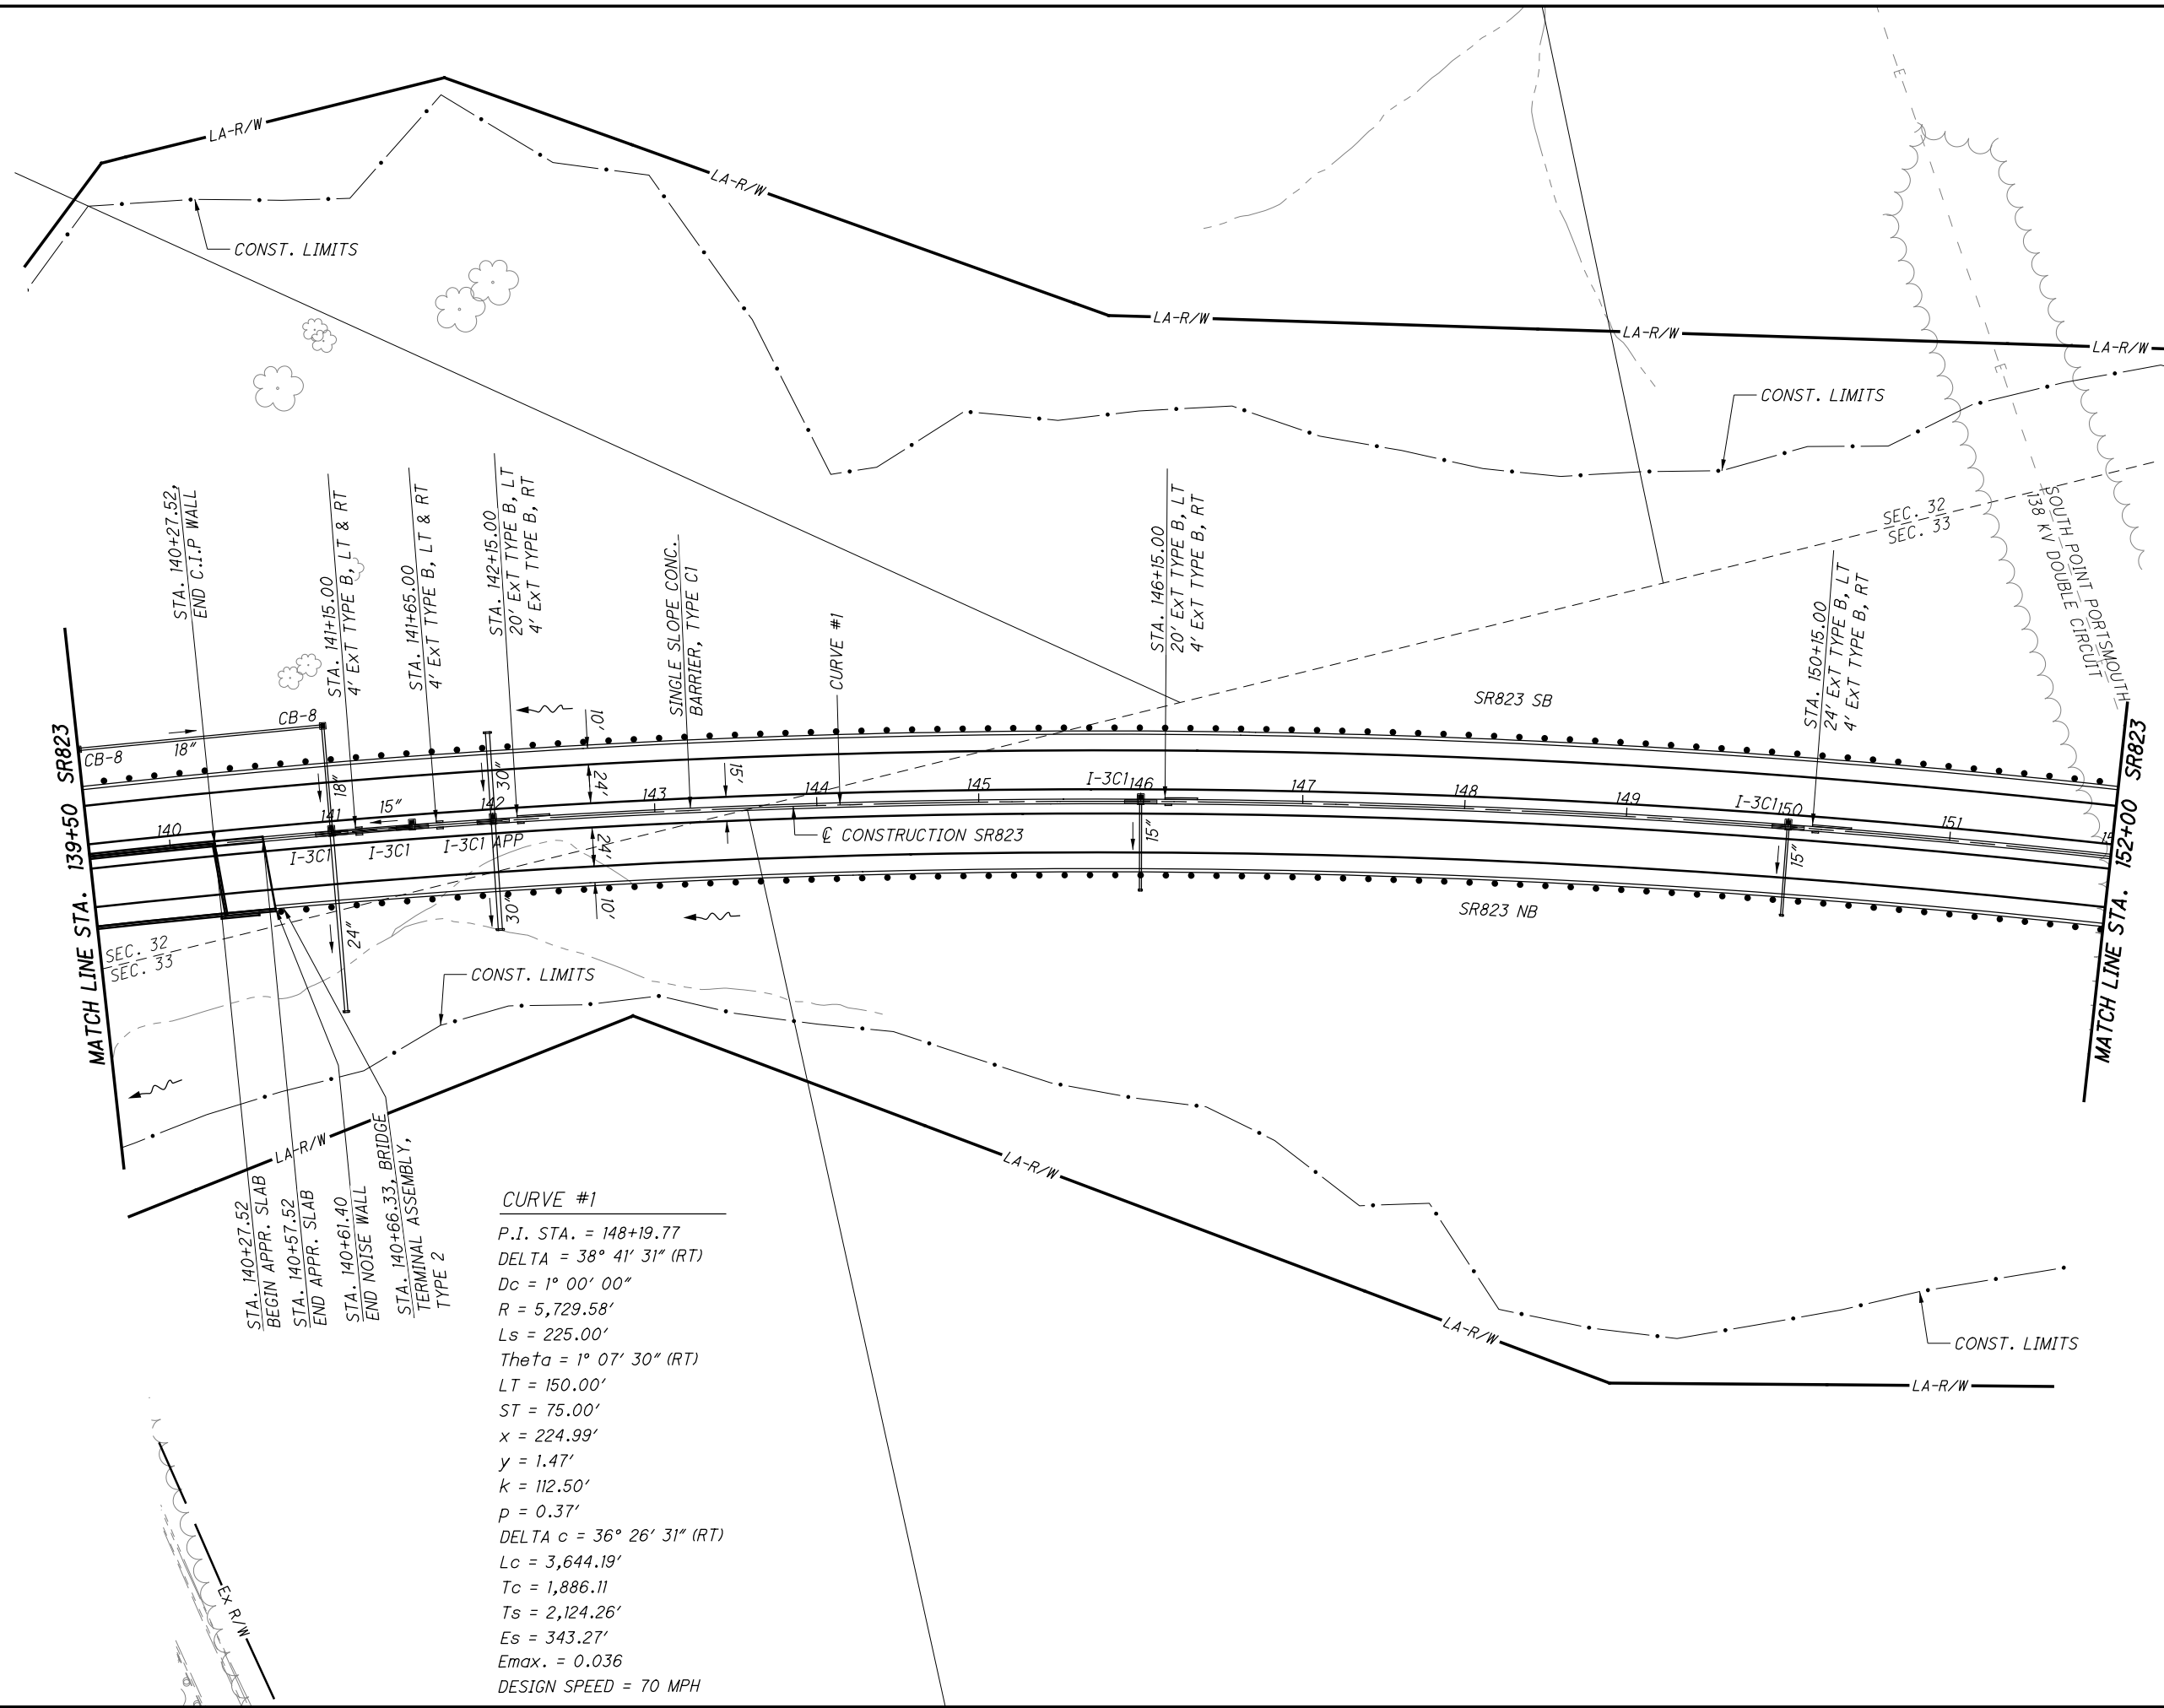 LA-R/W
LA-R/W
CONST. LIMITS
LA-R/W
LA-R/W
LA-R/W
CONST. LIMITS
E
E
STA. 140+27.52,
END C.I.P WALL
STA. 141+15.00
4' ExT TYPE B, LT & RT
STA. 141+65.00
4' ExT TYPE B, LT & RT
STA. 142+15.00
20' ExT TYPE B, LT
4' ExT TYPE B, RT
SINGLE SLOPE CONC.
BARRIER, TYPE C1
CURVE #1
STA. 146+15.00
20' ExT TYPE B, LT
4' ExT TYPE B, RT
STA. 150+15.00
24' ExT TYPE B, LT
4' ExT TYPE B, RT
SEC. 32
SEC. 33
SOUTH POINT PORTSMOUTH
138 KV DOUBLE CIRCUIT
MATCH LINE STA. 139+50 SR823
CB-8
18"
CB-8
18"
15"
30"
10'
24'
15'
SR823 SB
140
141
142
143
144
145
146
147
148
149
150
151
15
I-3C1
I-3C1
I-3C1 APP
I-3C1
I-3C1
℄ CONSTRUCTION SR823
24'
10'
24"
30"
15"
15"
SR823 NB
MATCH LINE STA. 152+00 SR823
SEC. 32
SEC. 33
CONST. LIMITS
LA-R/W
LA-R/W
LA-R/W
LA-R/W
CONST. LIMITS
STA. 140+27.52
BEGIN APPR. SLAB
STA. 140+57.52
END APPR. SLAB
STA. 140+61.40
END NOISE WALL
STA. 140+66.33, BRIDGE
TERMINAL ASSEMBLY,
TYPE 2
CURVE #1
P.I. STA. = 148+19.77
DELTA = 38° 41' 31" (RT)
Dc = 1° 00' 00"
R = 5,729.58'
Ls = 225.00'
Theta = 1° 07' 30" (RT)
LT = 150.00'
ST = 75.00'
x = 224.99'
y = 1.47'
k = 112.50'
p = 0.37'
DELTA c = 36° 26' 31" (RT)
Lc = 3,644.19'
Tc = 1,886.11
Ts = 2,124.26'
Es = 343.27'
Emax. = 0.036
DESIGN SPEED = 70 MPH
Ex R/W